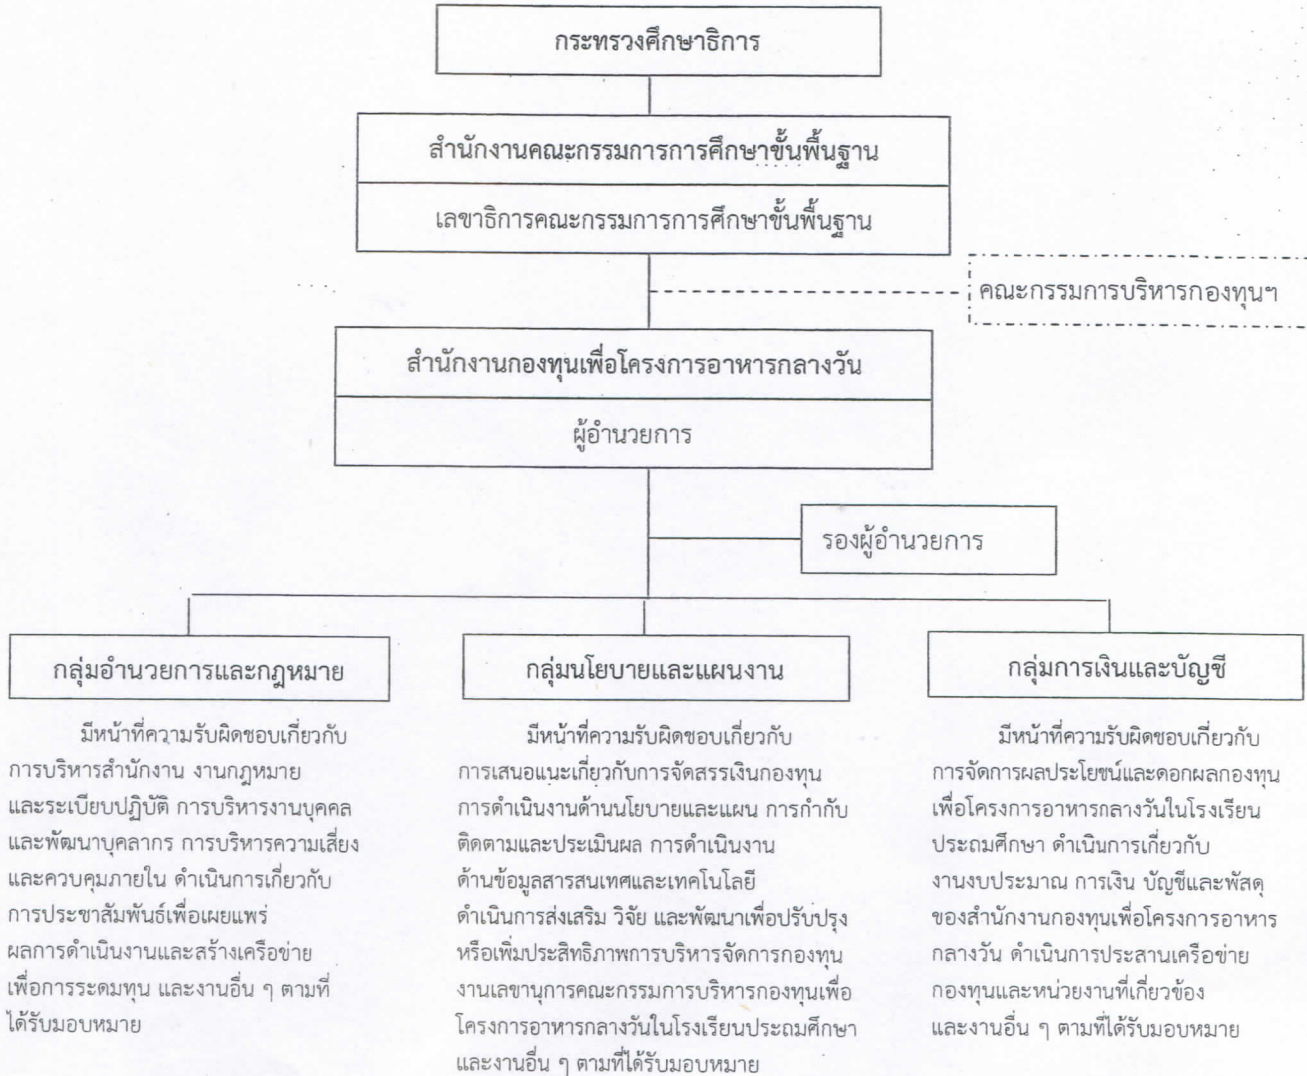 กระทรวงศึกษาธิการ
สำนักงานคณะกรรมการการศึกษาขั้นพื้นฐาน
เลขาธิการคณะกรรมการการศึกษาขั้นพื้นฐาน
คณะกรรมการบริหารกองทุนฯ
สำนักงานกองทุนเพื่อโครงการอาหารกลางวัน
ผู้อำนวยการ
รองผู้อำนวยการ
กลุ่มอำนวยการและกฎหมาย
มีหน้าที่ความรับผิดชอบเกี่ยวกับ
การบริหารสำนักงาน งานกฎหมาย
และระเบียบปฏิบัติ การบริหารงานบุคคล
และพัฒนาบุคลากร การบริหารความเสี่ยง
และควบคุมภายใน ดำเนินการเกี่ยวกับ
การประชาสัมพันธ์เพื่อเผยแพร่
ผลการดำเนินงานและสร้างเครือข่าย
เพื่อการระดมทุน และงานอื่น ๆ ตามที่
ได้รับมอบหมาย
กลุ่มนโยบายและแผนงาน
มีหน้าที่ความรับผิดชอบเกี่ยวกับ
การเสนอแนะเกี่ยวกับการจัดสรรเงินกองทุน
การดำเนินงานด้านนโยบายและแผน การกำกับ
ติดตามและประเมินผล การดำเนินงาน
ด้านข้อมูลสารสนเทศและเทคโนโลยี
ดำเนินการส่งเสริม วิจัย และพัฒนาเพื่อปรับปรุง
หรือเพิ่มประสิทธิภาพการบริหารจัดการกองทุน
งานเลขานุการคณะกรรมการบริหารกองทุนเพื่อ
โครงการอาหารกลางวันในโรงเรียนประถมศึกษา
และงานอื่น ๆ ตามที่ได้รับมอบหมาย
กลุ่มการเงินและบัญชี
มีหน้าที่ความรับผิดชอบเกี่ยวกับ
การจัดการผลประโยชน์และดอกผลกองทุน
เพื่อโครงการอาหารกลางวันในโรงเรียน
ประถมศึกษา ดำเนินการเกี่ยวกับ
งานงบประมาณ การเงิน บัญชีและพัสดุ
ของสำนักงานกองทุนเพื่อโครงการอาหาร
กลางวัน ดำเนินการประสานเครือข่าย
กองทุนและหน่วยงานที่เกี่ยวข้อง
และงานอื่น ๆ ตามที่ได้รับมอบหมาย